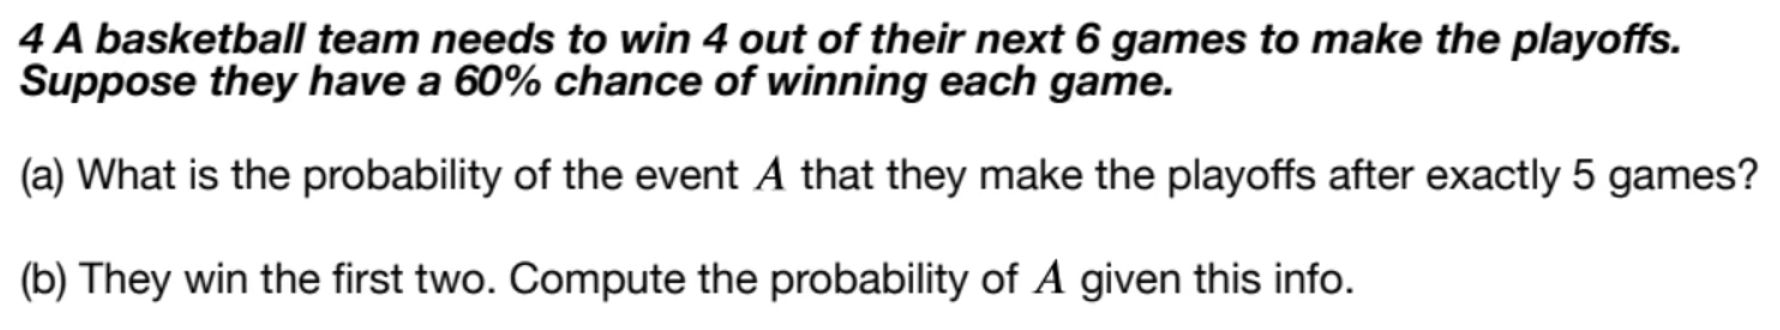 4 A basketball team needs to win 4 out of their next 6 games to make the playoffs.
Suppose they have a 60% chance of winning each game.
(a) What is the probability of the event A that they make the playoffs after exactly 5 games?
(b) They win the first two. Compute the probability of A given this info.